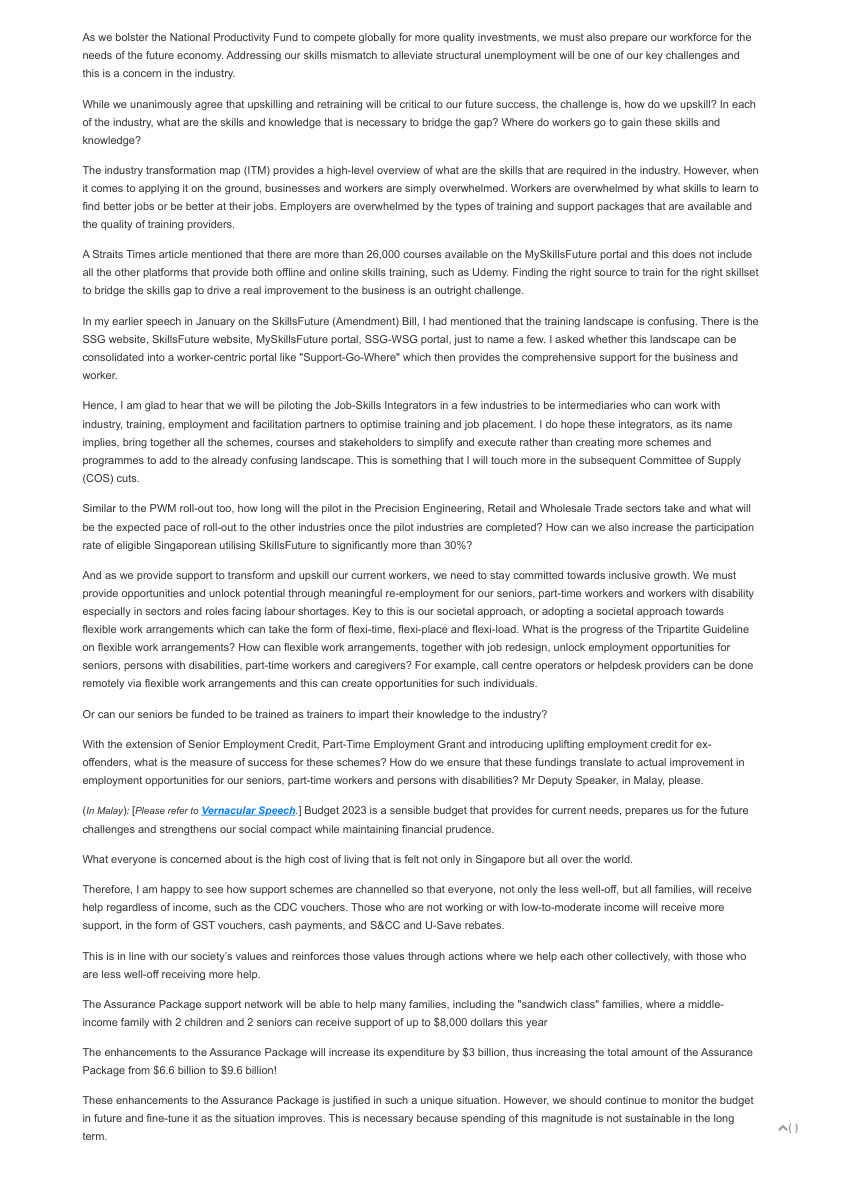 As we bolster the National Productivity Fund to compete globally for more quality investments, we must also prepare our workforce for the
needs of the future economy. Addressing our skills mismatch to alleviate structural unemployment will be one of our key challenges and
this is a concern in the industry.
While we unanimously agree that upskilling and retraining will be critical to our future success, the challenge is, how do we upskill? In each
of the industry, what are the skills and knowledge that is necessary to bridge the gap? Where do workers go to gain these skills and
knowledge?
The industry transformation map (ITM) provides a high-level overview of what are the skills that are required in the industry. However, when
it comes to applying it on the ground, businesses and workers are simply overwhelmed. Workers are overwhelmed by what skills to learn to
find better jobs or be better at their jobs. Employers are overwhelmed by the types of training and support packages that are available and
the quality of training providers.
A Straits Times article mentioned that there are more than 26,000 courses available on the MySkillsFuture portal and this does not include
all the other platforms that provide both offline and online skills training, such as Udemy. Finding the right source to train for the right skillset
to bridge the skills gap to drive a real improvement to the business is an outright challenge.
In my earlier speech in January on the SkillsFuture (Amendment) Bill, I had mentioned that the training landscape is confusing. There is the
SSG website, SkillsFuture website, MySkillsFuture portal, SSG-WSG portal, just to name a few. I asked whether this landscape can be
consolidated into a worker-centric portal like "Support-Go-Where" which then provides the comprehensive support for the business and
worker.
Hence, I am glad to hear that we will be piloting the Job-Skills Integrators in a few industries to be intermediaries who can work with
industry, training, employment and facilitation partners to optimise training and job placement. I do hope these integrators, as its name
implies, bring together all the schemes, courses and stakeholders to simplify and execute rather than creating more schemes and
programmes to add to the already confusing landscape. This is something that I will touch more in the subsequent Committee of Supply
(COS) cuts.
Similar to the PWM roll-out too, how long will the pilot in the Precision Engineering, Retail and Wholesale Trade sectors take and what will
be the expected pace of roll-out to the other industries once the pilot industries are completed? How can we also increase the participation
rate of eligible Singaporean utilising SkillsFuture to significantly more than 30%?
And as we provide support to transform and upskill our current workers, we need to stay committed towards inclusive growth. We must
provide opportunities and unlock potential through meaningful re-employment for our seniors, part-time workers and workers with disability
especially in sectors and roles facing labour shortages. Key to this is our societal approach, or adopting a societal approach towards
flexible work arrangements which can take the form of flexi-time, flexi-place and flexi-load. What is the progress of the Tripartite Guideline
on flexible work arrangements? How can flexible work arrangements, together with job redesign, unlock employment opportunities for
seniors, persons with disabilities, part-time workers and caregivers? For example, call centre operators or helpdesk providers can be done
remotely via flexible work arrangements and this can create opportunities for such individuals.
Or can our seniors be funded to be trained as trainers to impart their knowledge to the industry?
With the extension of Senior Employment Credit, Part-Time Employment Grant and introducing uplifting employment credit for ex-
offenders, what is the measure of success for these schemes? How do we ensure that these fundings translate to actual improvement in
employment opportunities for our seniors, part-time workers and persons with disabilities? Mr Deputy Speaker, in Malay, please.
(In Malay): [Please refer to Vernacular Speech.] Budget 2023 is a sensible budget that provides for current needs, prepares us for the future
challenges and strengthens our social compact while maintaining financial prudence.
What everyone is concerned about is the high cost of living that is felt not only in Singapore but all over the world.
Therefore, I am happy to see how support schemes are channelled so that everyone, not only the less well-off, but all families, will receive
help regardless of income, such as the CDC vouchers. Those who are not working or with low-to-moderate income will receive more
support, in the form of GST vouchers, cash payments, and S&CC and U-Save rebates.
This is in line with our society's values and reinforces those values through actions where we help each other collectively, with those who
are less well-off receiving more help.
The Assurance Package support network will be able to help many families, including the "sandwich class" families, where a middle-
income family with 2 children and 2 seniors can receive support of up to $8,000 dollars this year
The enhancements to the Assurance Package will increase its expenditure by $3 billion, thus increasing the total amount of the Assurance
Package from $6.6 billion to $9.6 billion!
These enhancements to the Assurance Package is justified in such a unique situation. However, we should continue to monitor the budget
in future and fine-tune it as the situation improves. This is necessary because spending of this magnitude is not sustainable in the long
term.
( )